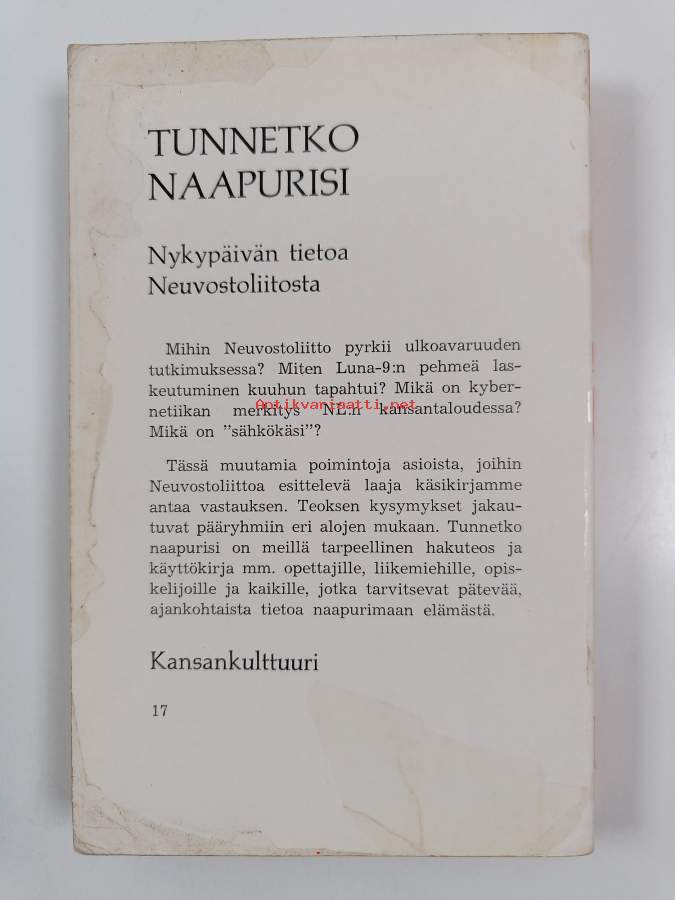 TUNNETKO
NAAPURISI
Nykypäivän tietoa
Neuvostoliitosta
Mihin Neuvostoliitto pyrkii ulkoavaruuden
tutkimuksessa? Miten Luna-9:n pehmeä las-
keutuminen kuuhun tapahtui? Mikä on kyber-
netiikan merkitys NL:n kansantaloudessa?
Antikvariaatti.net
Mikä on ”sähkökäsi”?
Tässä muutamia poimintoja asioista, joihin
Neuvostoliittoa esittelevä laaja käsikirjamme
antaa vastauksen. Teoksen kysymykset jakau-
tuvat pääryhmiin eri alojen mukaan. Tunnetko
naapurisi on meillä tarpeellinen hakuteos ja
käyttökirja mm. opettajille, liikemiehille, opis-
kelijoille ja kaikille, jotka tarvitsevat pätevää,
ajankohtaista tietoa naapurimaan elämästä.
Kansankulttuuri
17